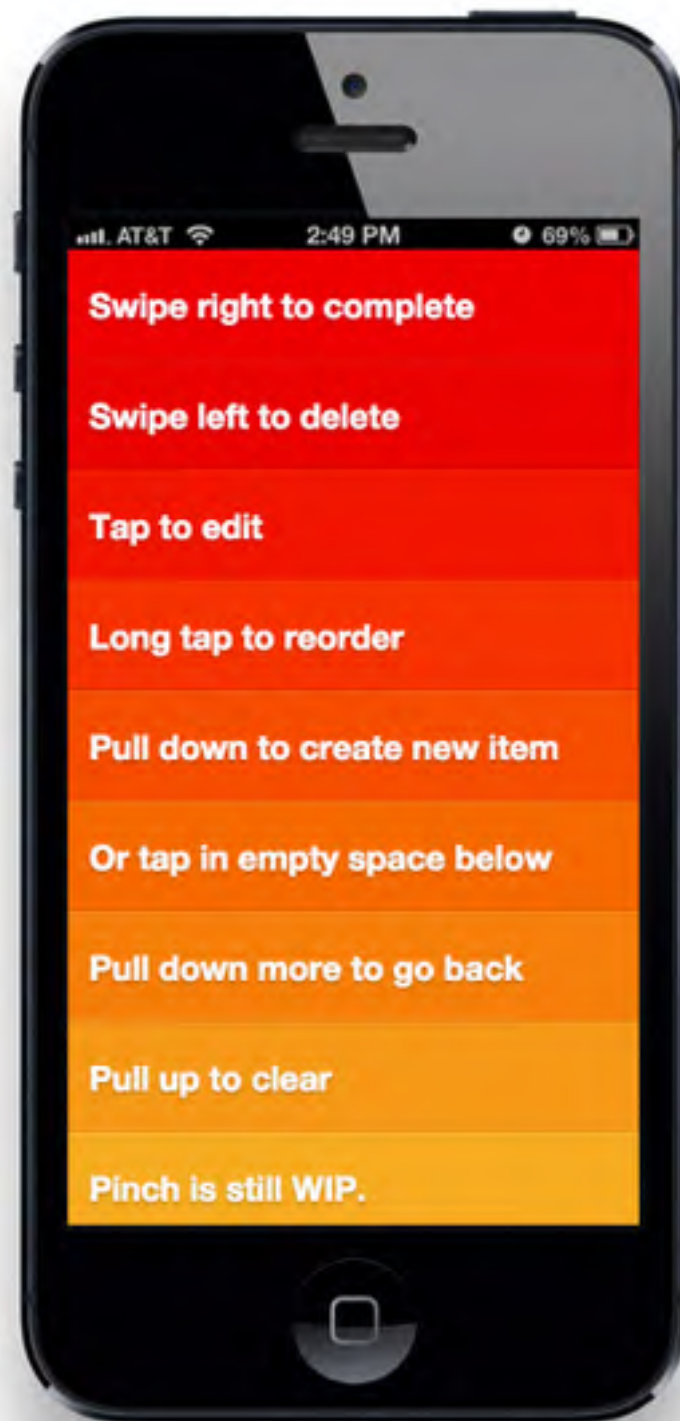 AT&T 2:49 PM 69%
Swipe right to complete
Swipe left to delete
Tap to edit
Long tap to reorder
Pull down to create new item
Or tap in empty space below
Pull down more to go back
Pull up to clear
Pinch is still WIP.